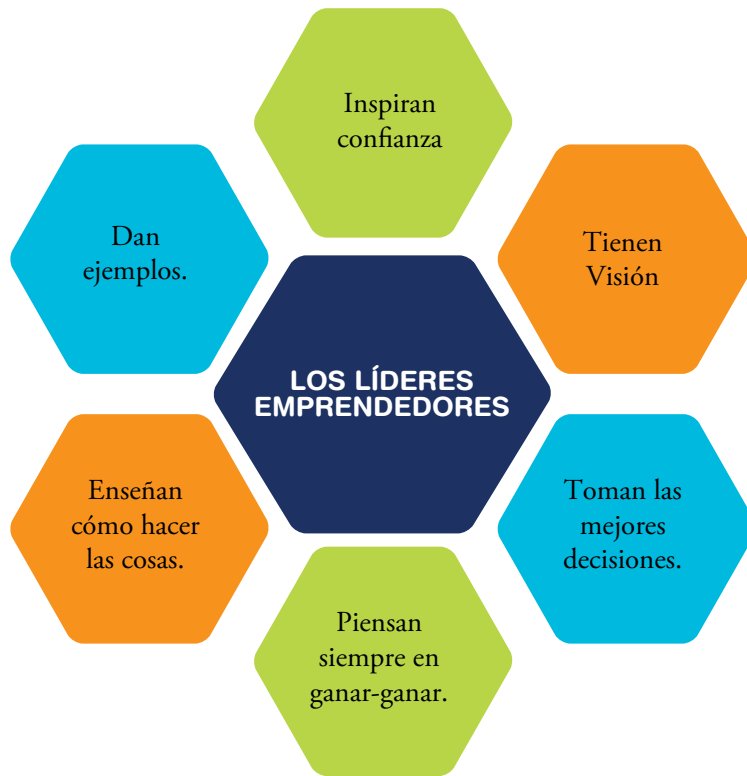 Inspiran
confianza
Tienen
Visión
Toman las
mejores
decisiones.
Piensan
siempre en
ganar-ganar.
Enseñan
cómo hacer
las cosas.
Dan
ejemplos.
LOS LÍDERES
EMPRENDEDORES